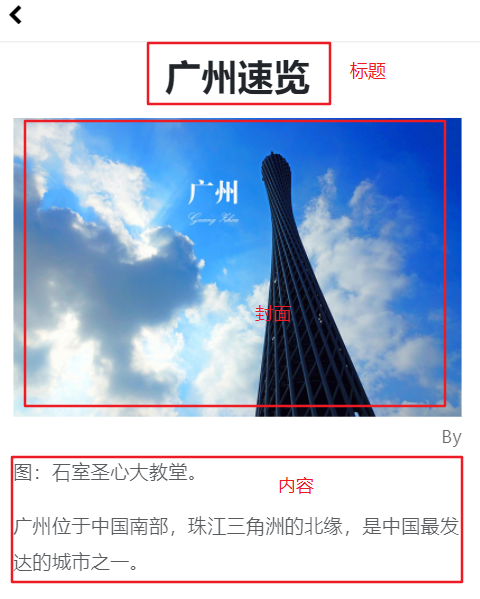 广州速览
标题
广州
Guang Zhou
封面
By
图：石室圣心大教堂。
内容
广州位于中国南部，珠江三角洲的北缘，是中国最发
达的城市之一。